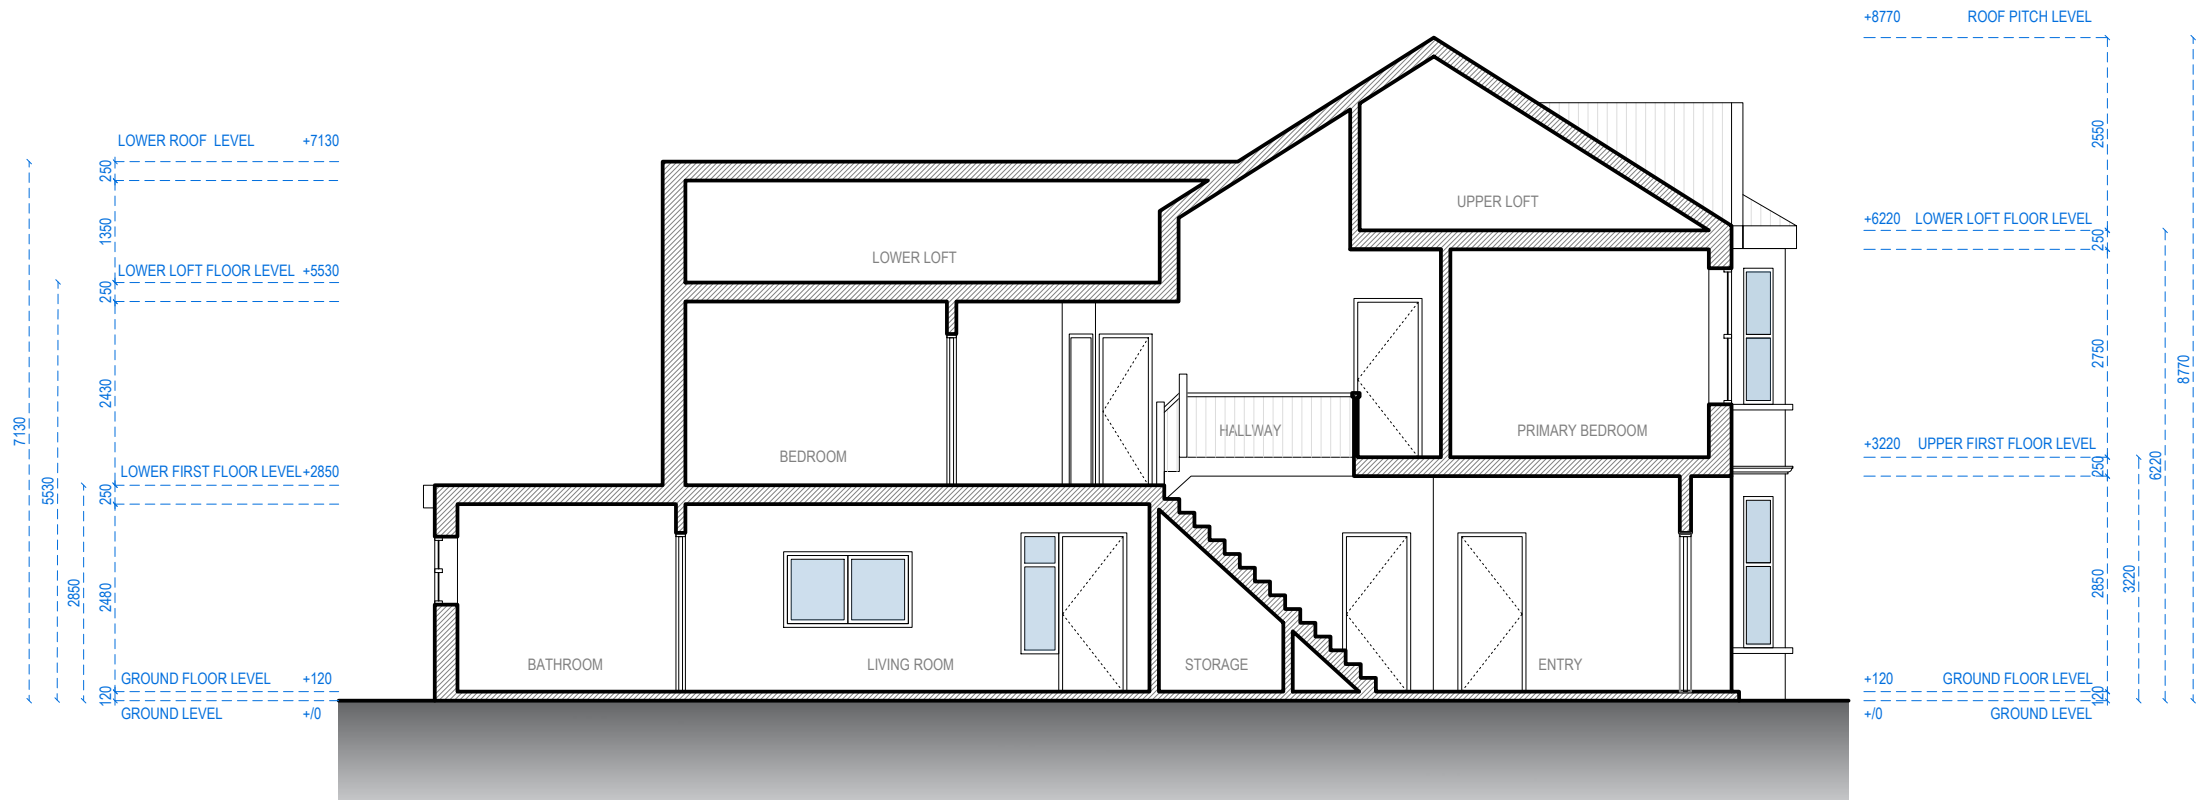 +8770 ROOF PITCH LEVEL
LOWER ROOF LEVEL +7130
250
1350
LOWER LOFT FLOOR LEVEL +5530
250
2430
LOWER FIRST FLOOR LEVEL +2850
250
2480
GROUND FLOOR LEVEL +120
120
GROUND LEVEL +/0
7130
5530
2850
UPPER LOFT
LOWER LOFT
HALLWAY
PRIMARY BEDROOM
BEDROOM
BATHROOM
LIVING ROOM
STORAGE
ENTRY
2550
+6220 LOWER LOFT FLOOR LEVEL
250
2750
+3220 UPPER FIRST FLOOR LEVEL
250
2850
+120 GROUND FLOOR LEVEL
120
+/0 GROUND LEVEL
3220
6220
8770